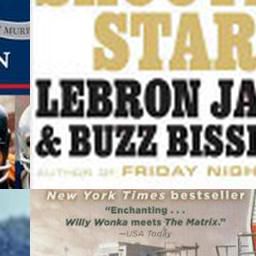 STAR
LEBRON JA
& BUZZ BISS
AUTHOR OF FRIDAY NIGH
New York Times bestseller
"Enchanting . . .
Willy Wonka meets The Matrix."
—USA Today